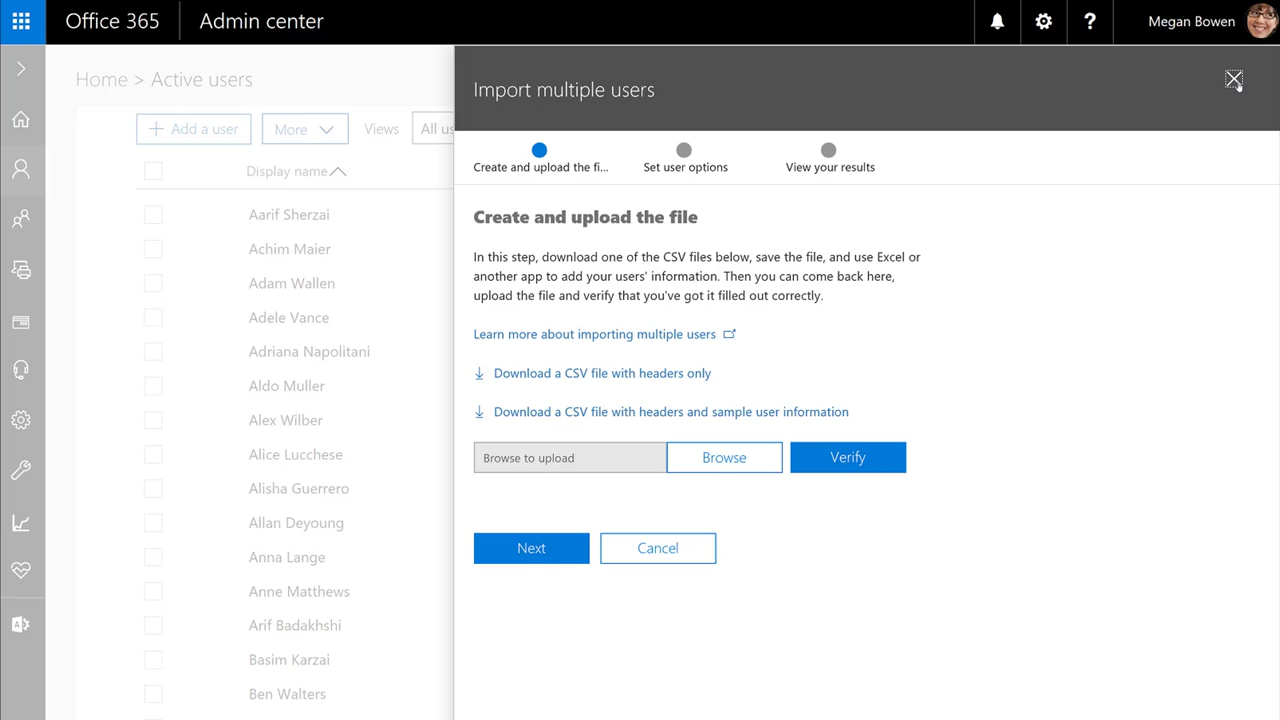 Office 365
Admin center
?
Megan Bowen
Home > Active users
Import multiple users
+ Add a user
More
Views
All us
Create and upload the fi...
Set user options
View your results
Display name
Create and upload the file
In this step, download one of the CSV files below, save the file, and use Excel or
another app to add your users' information. Then you can come back here,
upload the file and verify that you've got it filled out correctly.
Learn more about importing multiple users
Download a CSV file with headers only
Download a CSV file with headers and sample user information
Browse to upload
Browse
Verify
Next
Cancel
Aarif Sherzai
Achim Maier
Adam Wallen
Adele Vance
Adriana Napolitani
Aldo Muller
Alex Wilber
Alice Lucchese
Alisha Guerrero
Allan Deyoung
Anna Lange
Anne Matthews
Arif Badakhshi
Basim Karzai
Ben Walters